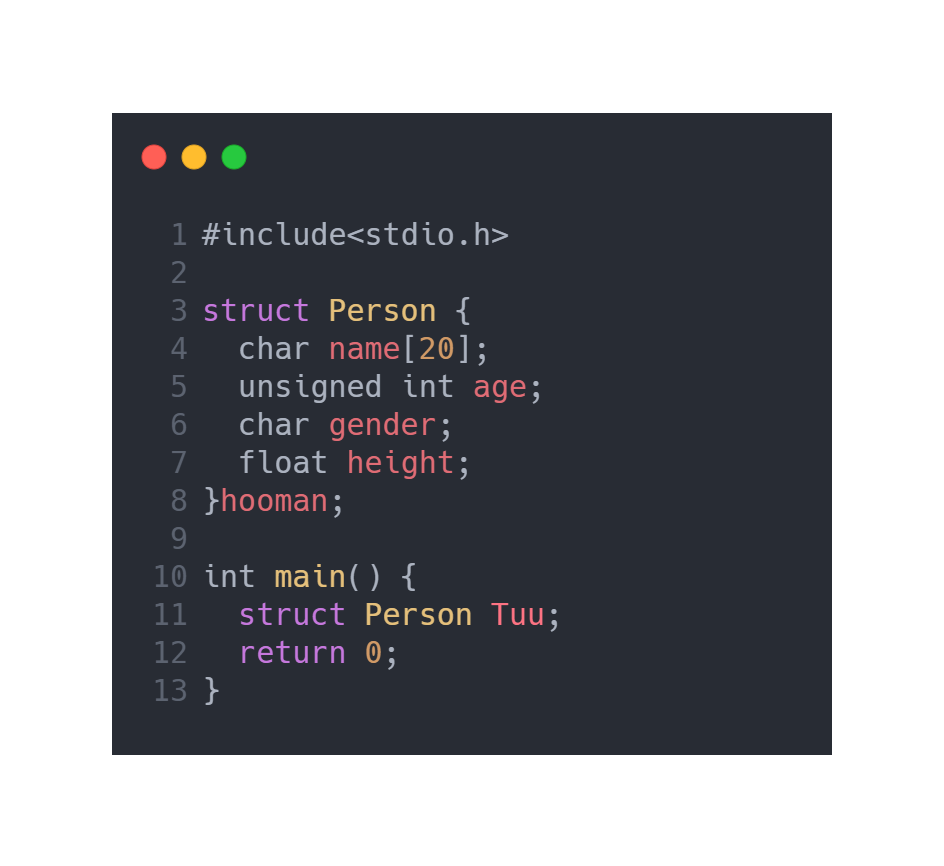 1 #include<stdio.h>
2
3 struct Person {
4   char name[20];
5   unsigned int age;
6   char gender;
7   float height;
8 }hooman;
9
10 int main() {
11   struct Person Tuu;
12   return 0;
13 }